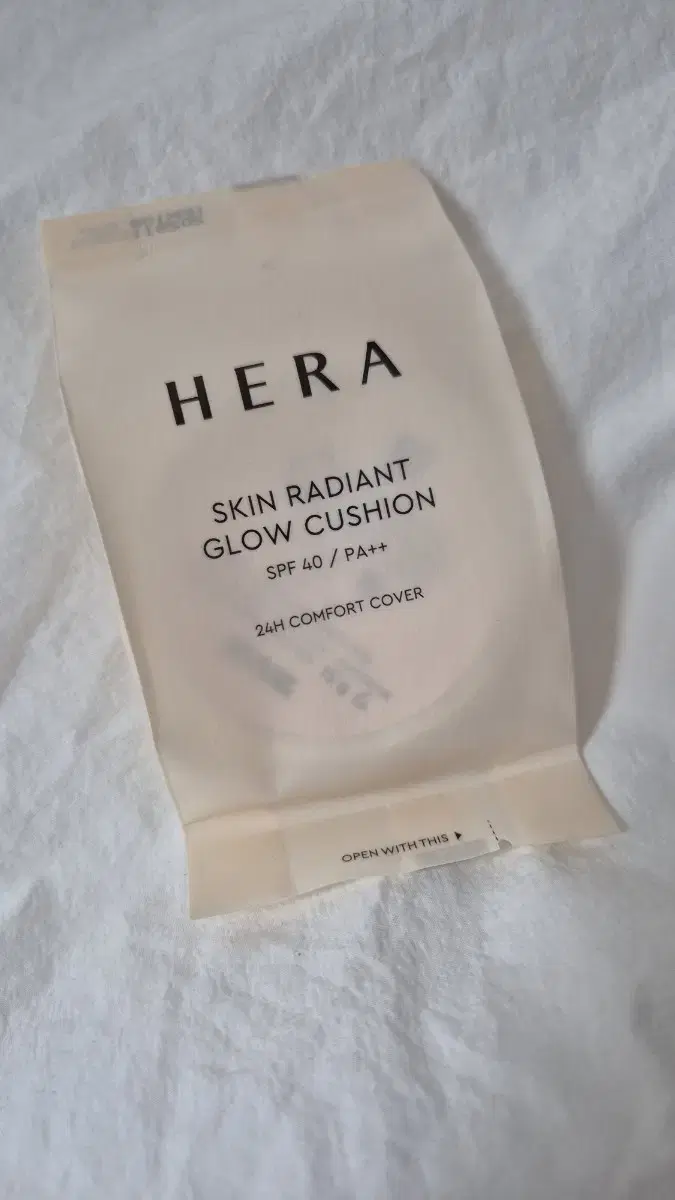 HERA
SKIN RADIANT
GLOW CUSHION
SPF 40 / PA++
24H COMFORT COVER
OPEN WITH THIS ▸